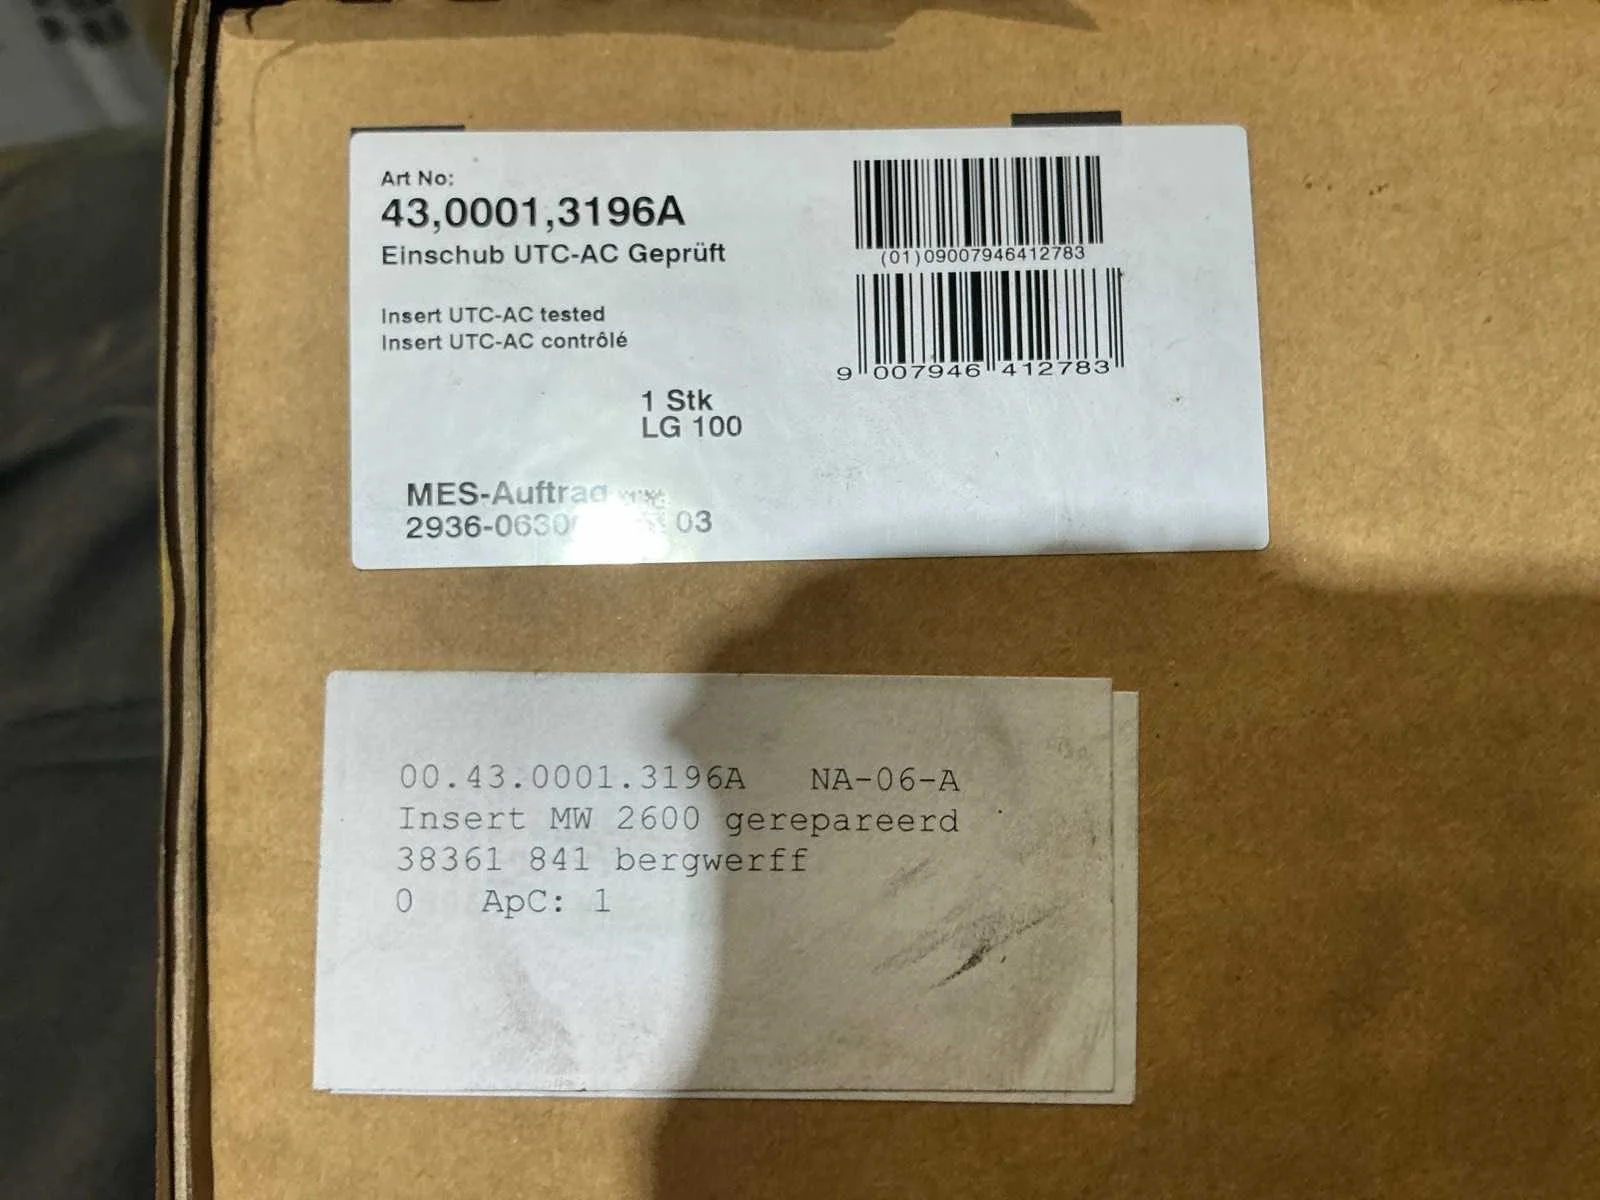 Art No:
43,0001,3196A
Einschub UTC-AC Geprüft
Insert UTC-AC tested
Insert UTC-AC contrôlé
1 Stk
LG 100
MES-Auftrag
03
(01)09007946412783
9 007946 412783
00.43.0001.3196A NA-06-A
Insert MW 2600 gerepareerd
38361 841 bergwerff
0 ApC: 1